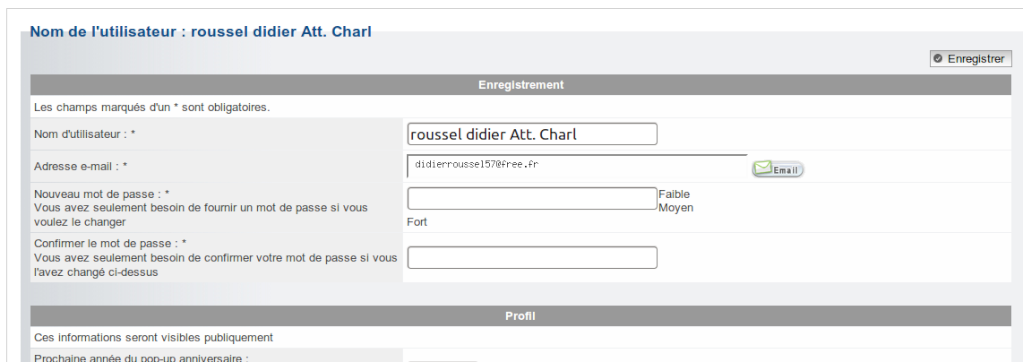 Nom de l'utilisateur : roussel didier Att. Charl
Enregistrer
Enregistrement
Les champs marqués d'un * sont obligatoires.
Nom d'utilisateur : *
roussel didier Att. Charl
Adresse e-mail : *
didierroussel57@free.fr
Email
Nouveau mot de passe : *
Vous avez seulement besoin de fournir un mot de passe si vous
voulez le changer
Faible
Moyen
Fort
Confirmer le mot de passe : *
Vous avez seulement besoin de confirmer votre mot de passe si vous
l'avez changé ci-dessus
Profil
Ces informations seront visibles publiquement
Prochaine année du pop-up anniversaire :